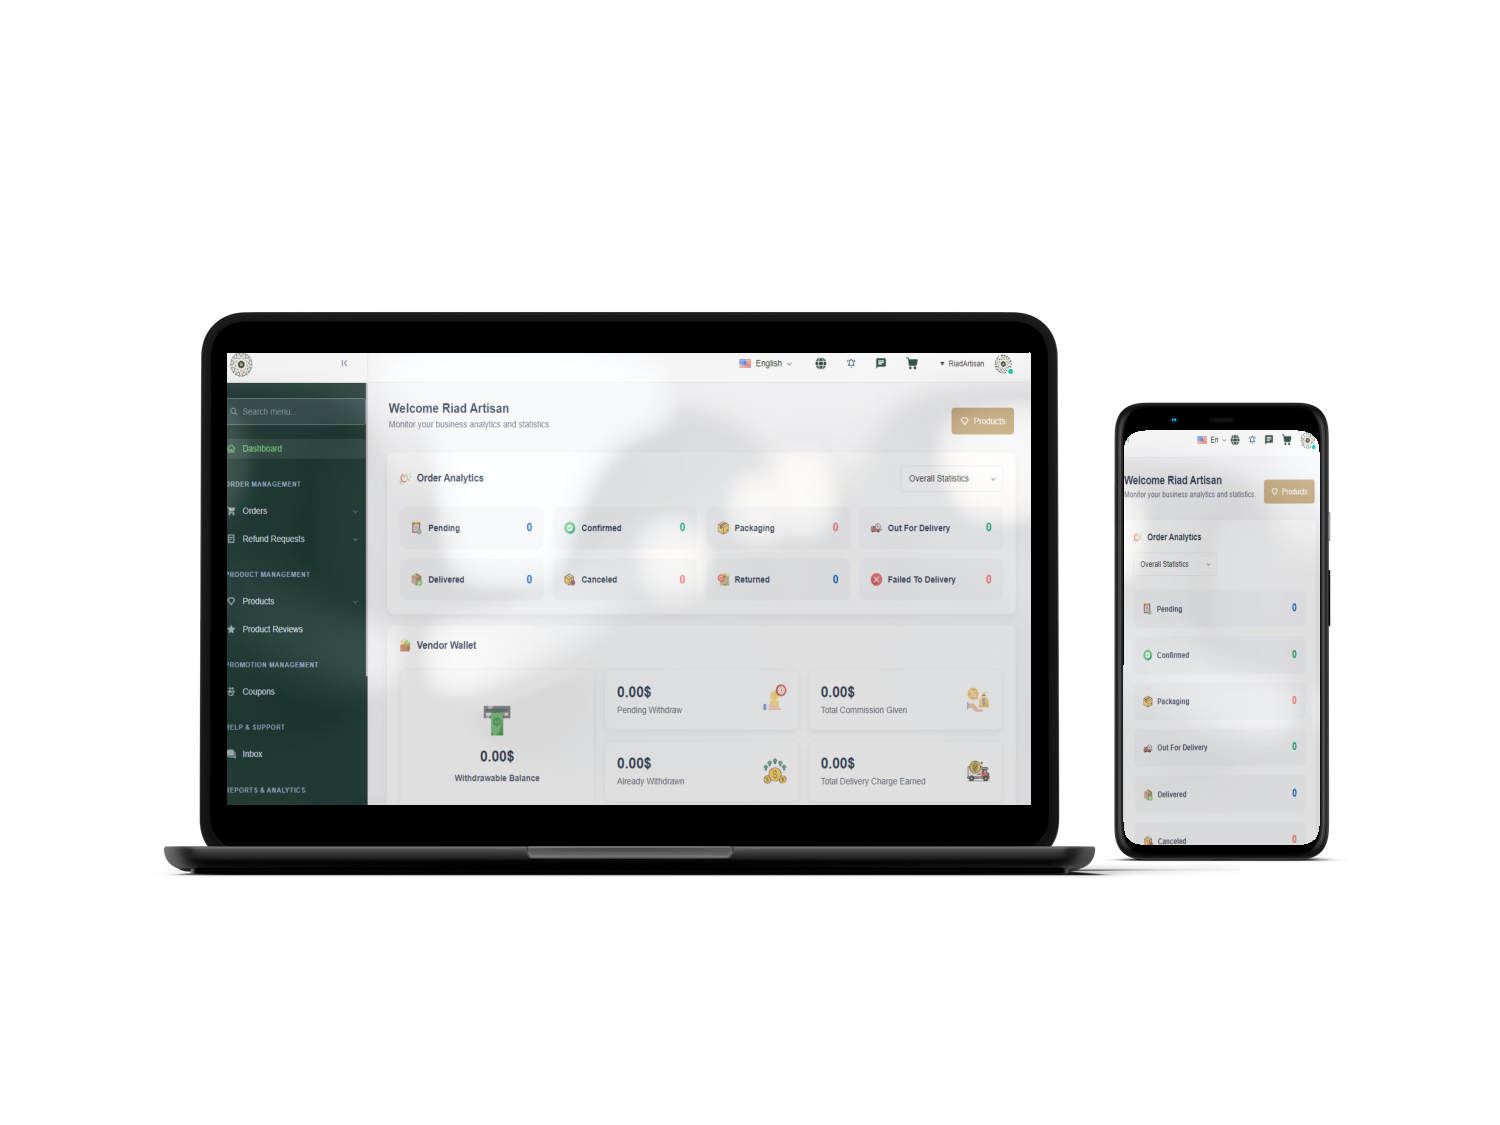 English
RiadArtisan
Search menu...
Dashboard
ORDER MANAGEMENT
Orders
Refund Requests
PRODUCT MANAGEMENT
Products
Product Reviews
PROMOTION MANAGEMENT
Coupons
HELP & SUPPORT
Inbox
REPORTS & ANALYTICS
Welcome Riad Artisan
Monitor your business analytics and statistics.
Products
Order Analytics
Overall Statistics
Pending 0
Confirmed 0
Packaging 0
Out For Delivery 0
Delivered 0
Canceled 0
Returned 0
Failed To Delivery 0
Vendor Wallet
0.00$
Withdrawable Balance
0.00$
Pending Withdraw
0.00$
Total Commission Given
0.00$
Already Withdrawn
0.00$
Total Delivery Charge Earned
En
Welcome Riad Artisan
Monitor your business analytics and statistics.
Products
Order Analytics
Overall Statistics
Pending 0
Confirmed 0
Packaging 0
Out For Delivery 0
Delivered 0
Canceled 0